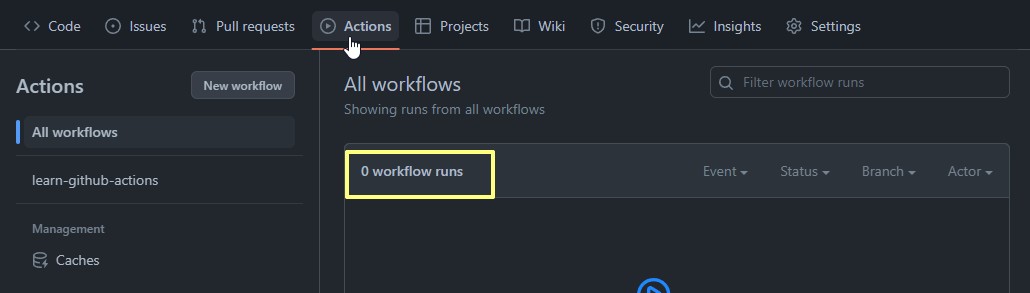 Code Issues Pull requests Actions Projects Wiki Security Insights Settings
Actions New workflow
All workflows
learn-github-actions
Management
Caches
All workflows
Filter workflow runs
Showing runs from all workflows
0 workflow runs Event Status Branch Actor